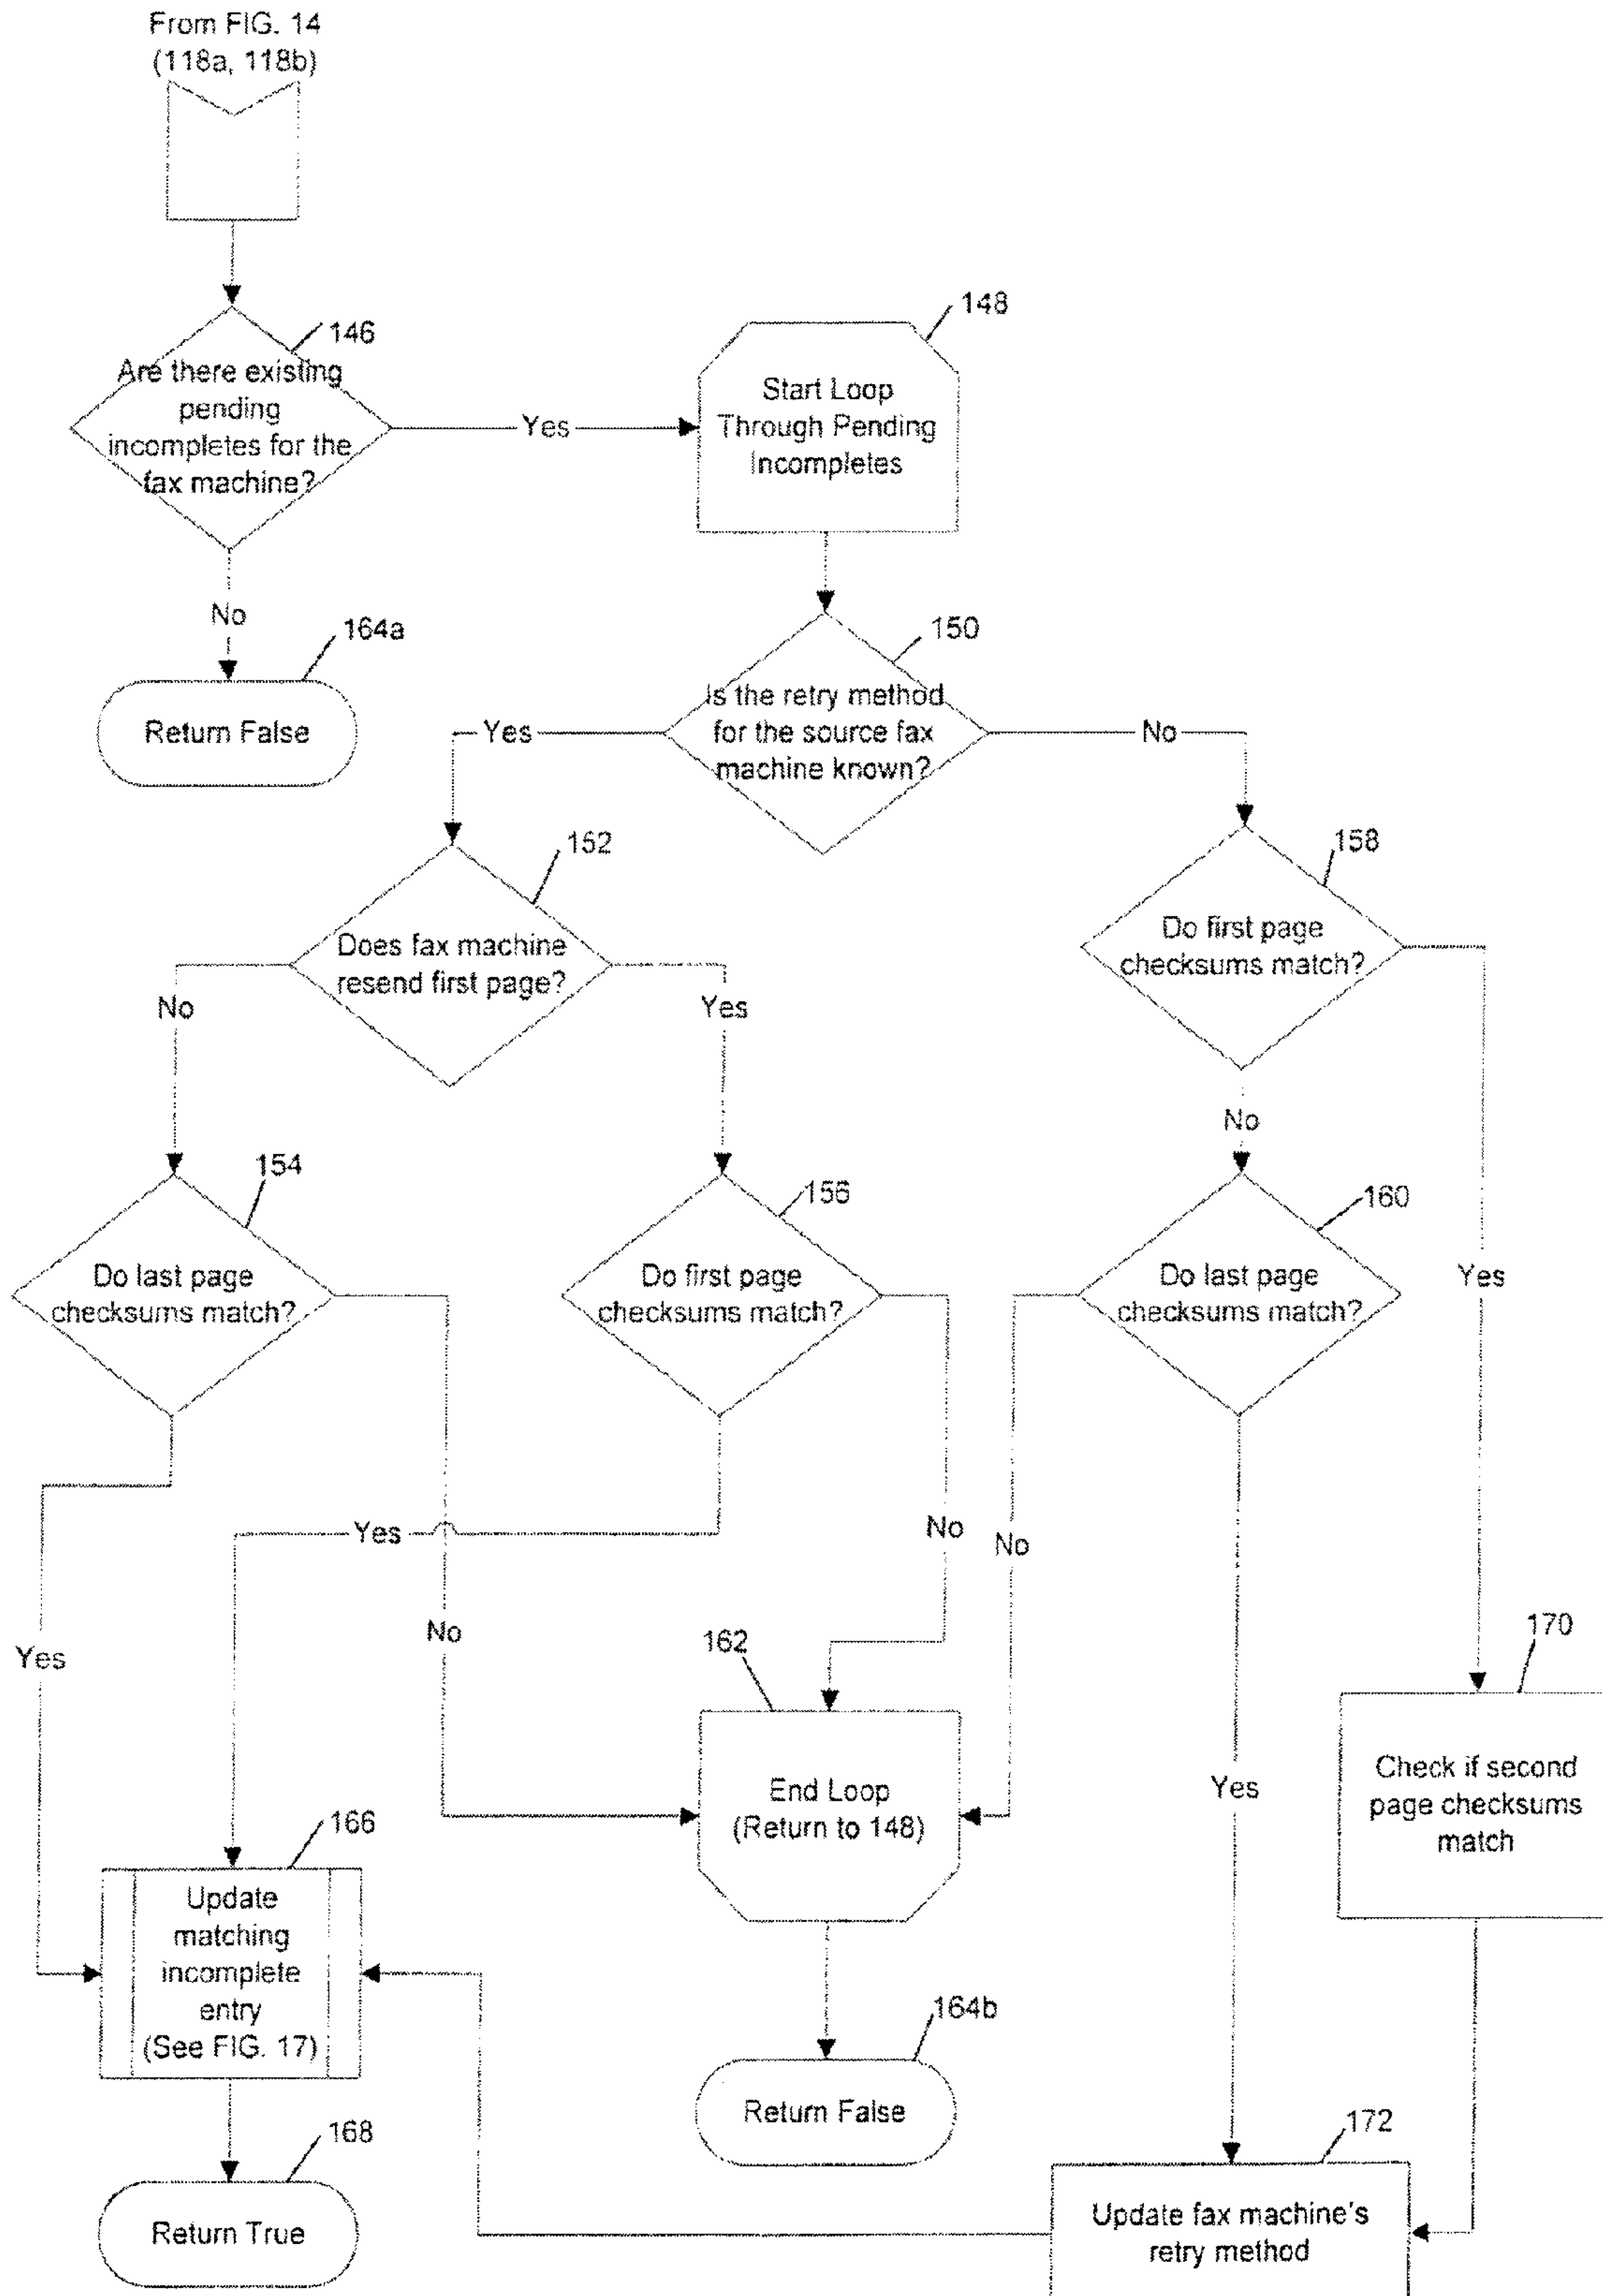 From FIG. 14
(118a, 118b)
146
Are there existing
pending
incompletes for the
fax machine?
Yes
148
Start Loop
Through Pending
Incompletes
No
164a
Return False
150
Is the retry method
for the source fax
machine known?
Yes
No
152
Does fax machine
resend first page?
No
Yes
158
Do first page
checksums match?
No
Yes
154
Do last page
checksums match?
156
Do first page
checksums match?
160
Do last page
checksums match?
Yes
No
No
No
Yes
Yes
162
End Loop
(Return to 148)
170
Check if second
page checksums
match
166
Update
matching
incomplete
entry
(See FIG. 17)
164b
Return False
168
Return True
172
Update fax machine's
retry method